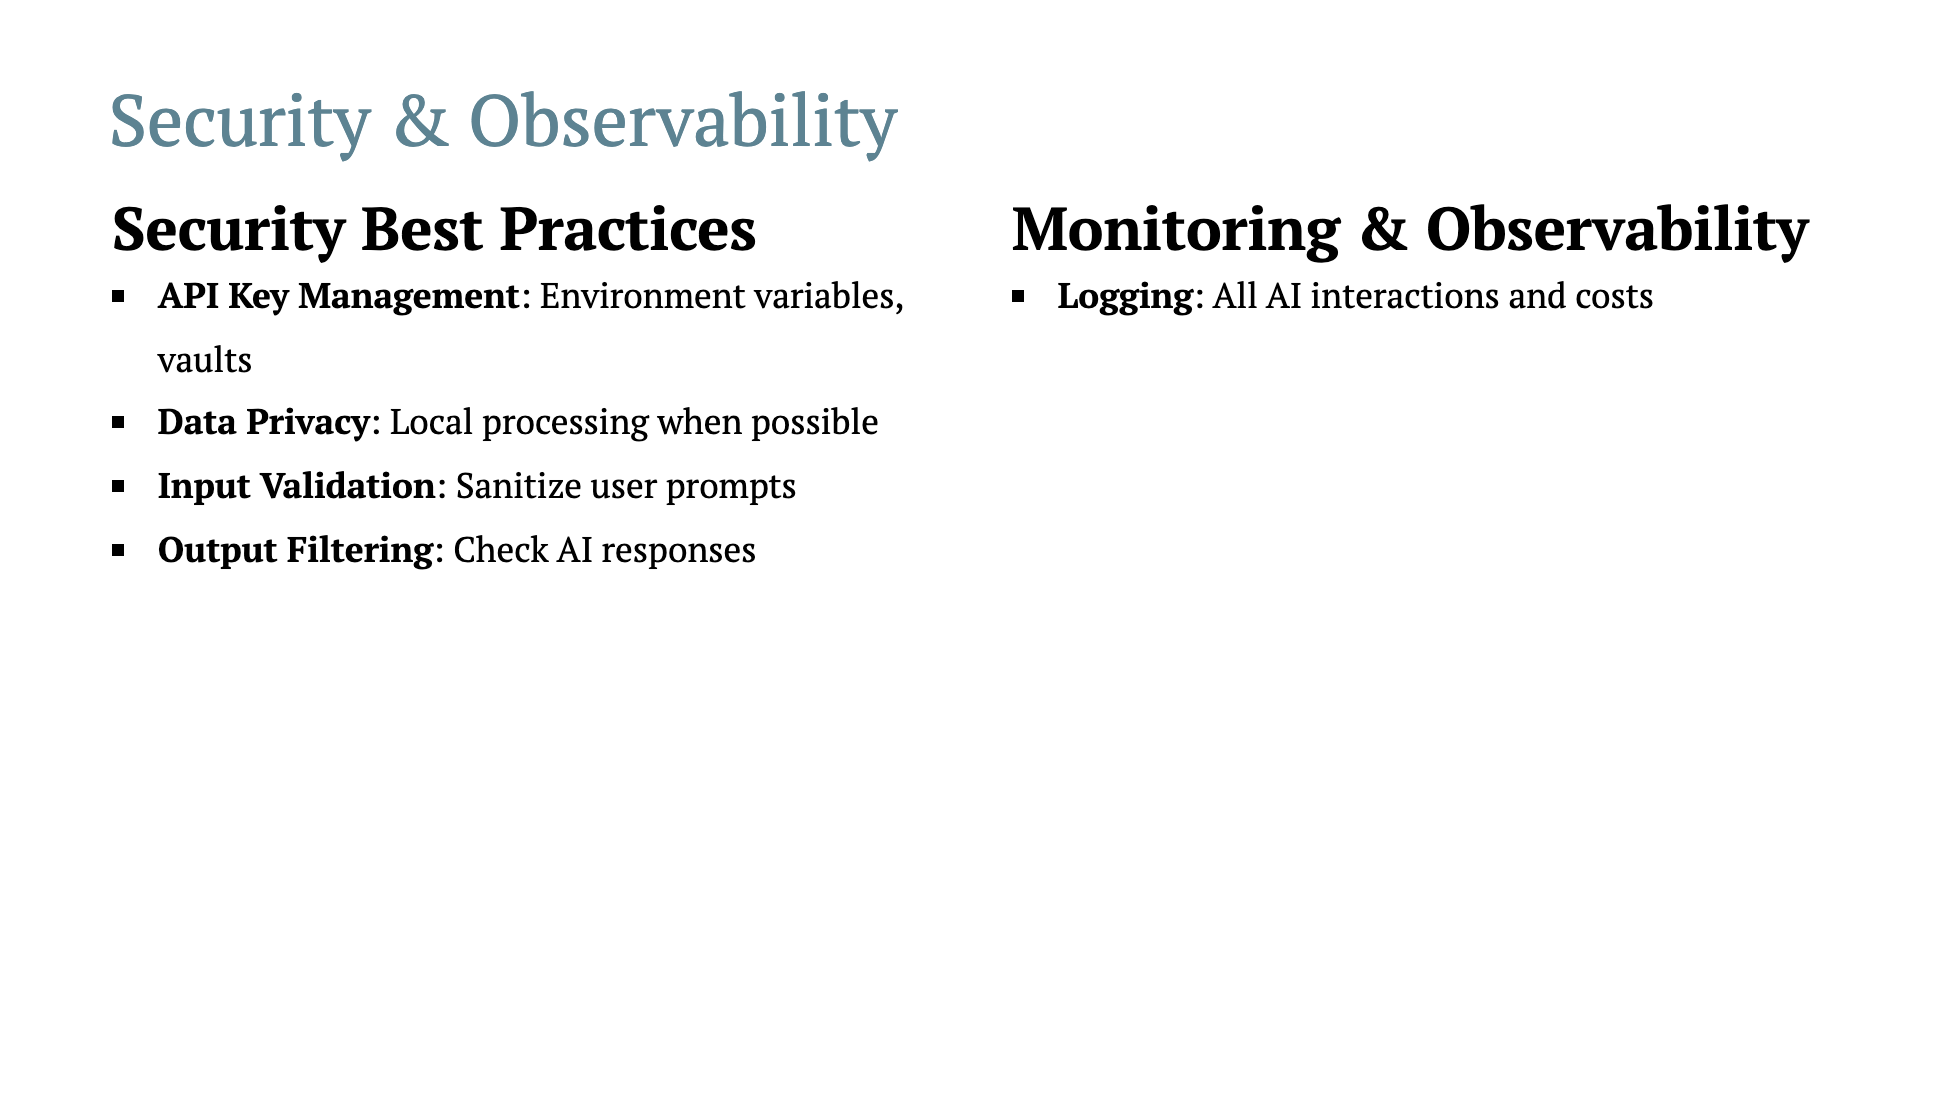 Security & Observability
Security Best Practices
▪ API Key Management: Environment variables,
vaults
▪ Data Privacy: Local processing when possible
▪ Input Validation: Sanitize user prompts
▪ Output Filtering: Check AI responses
Monitoring & Observability
▪ Logging: All AI interactions and costs